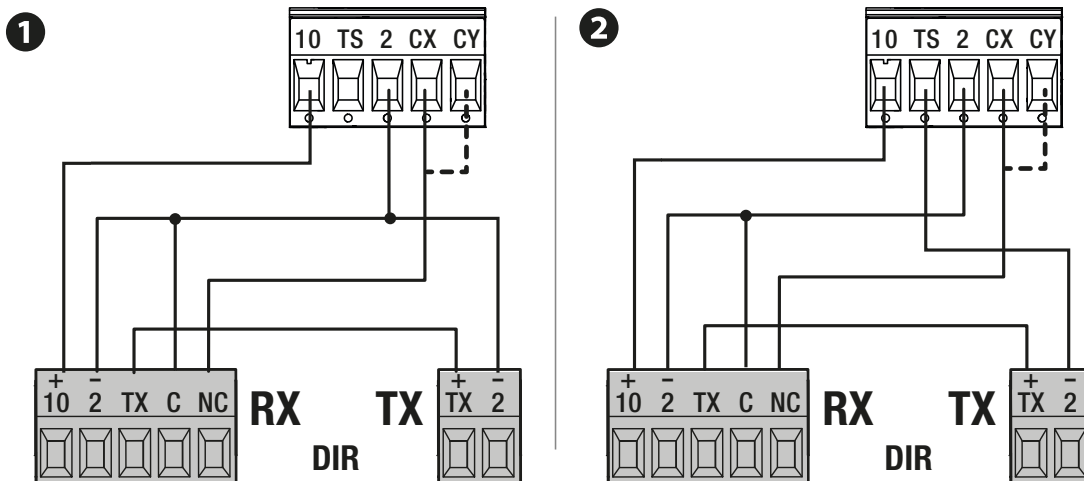 1
10 TS 2 CX CY
+ −
10 2 TX C NC
RX
TX
+ −
TX 2
DIR
2
10 TS 2 CX CY
+ −
10 2 TX C NC
RX
TX
+ −
TX 2
DIR